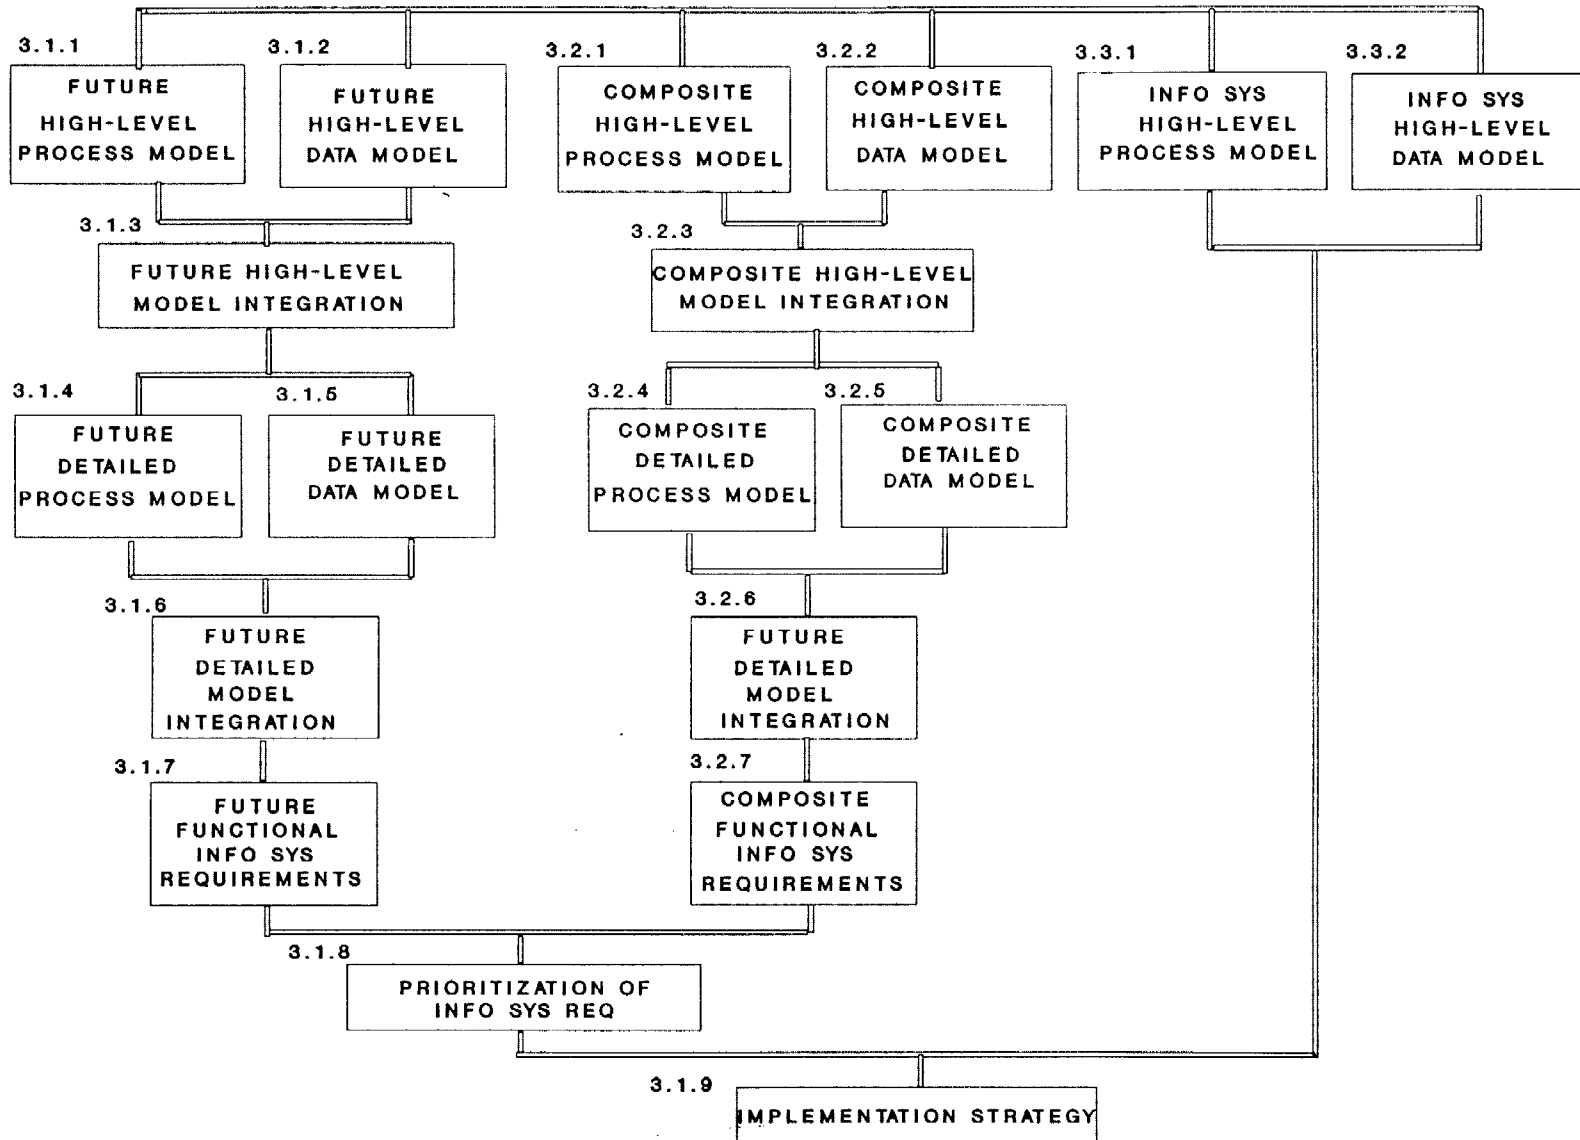 3.1.1
FUTURE
HIGH-LEVEL
PROCESS MODEL
3.1.2
FUTURE
HIGH-LEVEL
DATA MODEL
3.2.1
COMPOSITE
HIGH-LEVEL
PROCESS MODEL
3.2.2
COMPOSITE
HIGH-LEVEL
DATA MODEL
3.3.1
INFO SYS
HIGH-LEVEL
PROCESS MODEL
3.3.2
INFO SYS
HIGH-LEVEL
DATA MODEL
3.1.3
FUTURE HIGH-LEVEL
MODEL INTEGRATION
3.2.3
COMPOSITE HIGH-LEVEL
MODEL INTEGRATION
3.1.4
FUTURE
DETAILED
PROCESS MODEL
3.1.5
FUTURE
DETAILED
DATA MODEL
3.2.4
COMPOSITE
DETAILED
PROCESS MODEL
3.2.5
COMPOSITE
DETAILED
DATA MODEL
3.1.6
FUTURE
DETAILED
MODEL
INTEGRATION
3.2.6
FUTURE
DETAILED
MODEL
INTEGRATION
3.1.7
FUTURE
FUNCTIONAL
INFO SYS
REQUIREMENTS
3.2.7
COMPOSITE
FUNCTIONAL
INFO SYS
REQUIREMENTS
3.1.8
PRIORITIZATION OF
INFO SYS REQ
3.1.9
IMPLEMENTATION STRATEGY